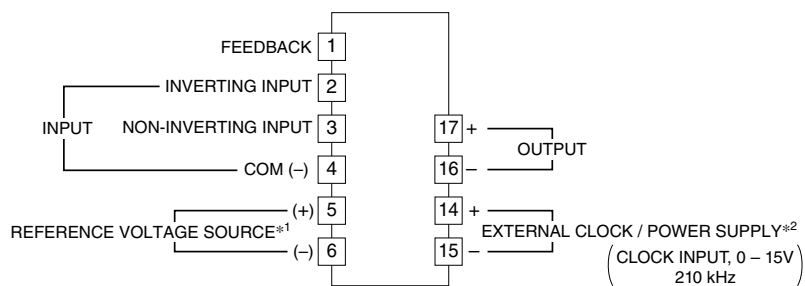 FEEDBACK 1
INVERTING INPUT 2
INPUT
NON-INVERTING INPUT 3
17 +
OUTPUT
COM (–) 4
16 –
(+) 5
14 +
REFERENCE VOLTAGE SOURCE*1
EXTERNAL CLOCK / POWER SUPPLY*2
(–) 6
15 –
(CLOCK INPUT, 0 – 15V
210 kHz)